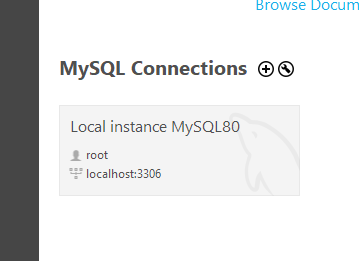 Browse Docum
MySQL Connections
Local instance MySQL80
root
localhost:3306